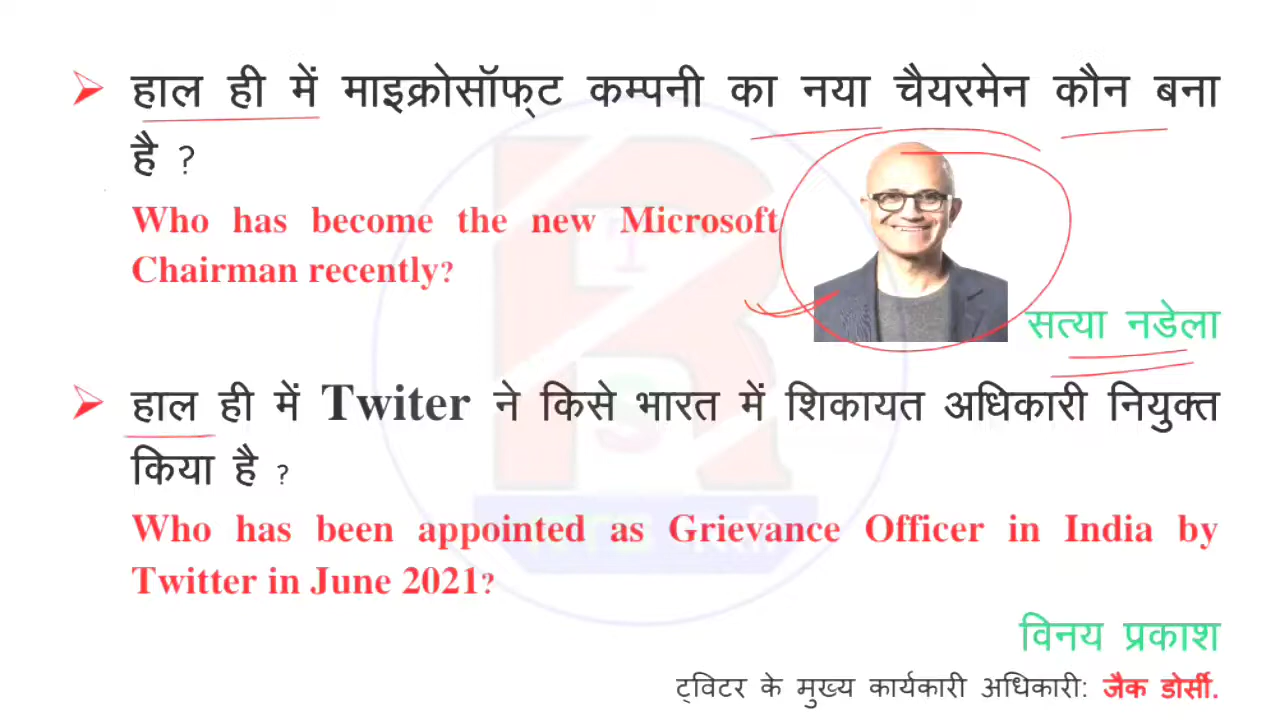 हाल ही में माइक्रोसॉफ्ट कम्पनी का नया चैयरमेन कौन बना
है ?
Who has become the new Microsoft
Chairman recently?
सत्या नडेला
हाल ही में Twiter ने किसे भारत में शिकायत अधिकारी नियुक्त
किया है ?
Who has been appointed as Grievance Officer in India by
Twitter in June 2021?
विनय प्रकाश
ट्विटर के मुख्य कार्यकारी अधिकारी: जैक डोर्सी.